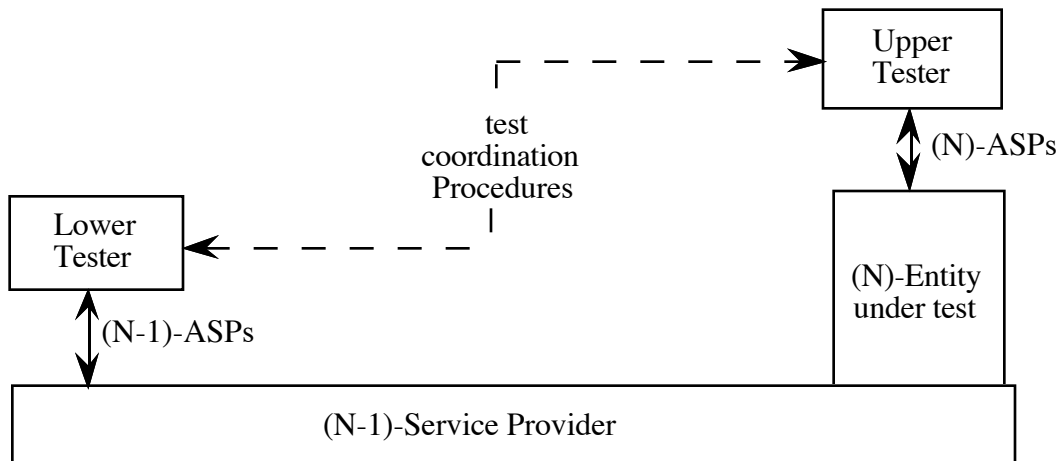 Upper
Tester
test
coordination
Procedures
(N)-ASPs
Lower
Tester
(N)-Entity
under test
(N-1)-ASPs
(N-1)-Service Provider